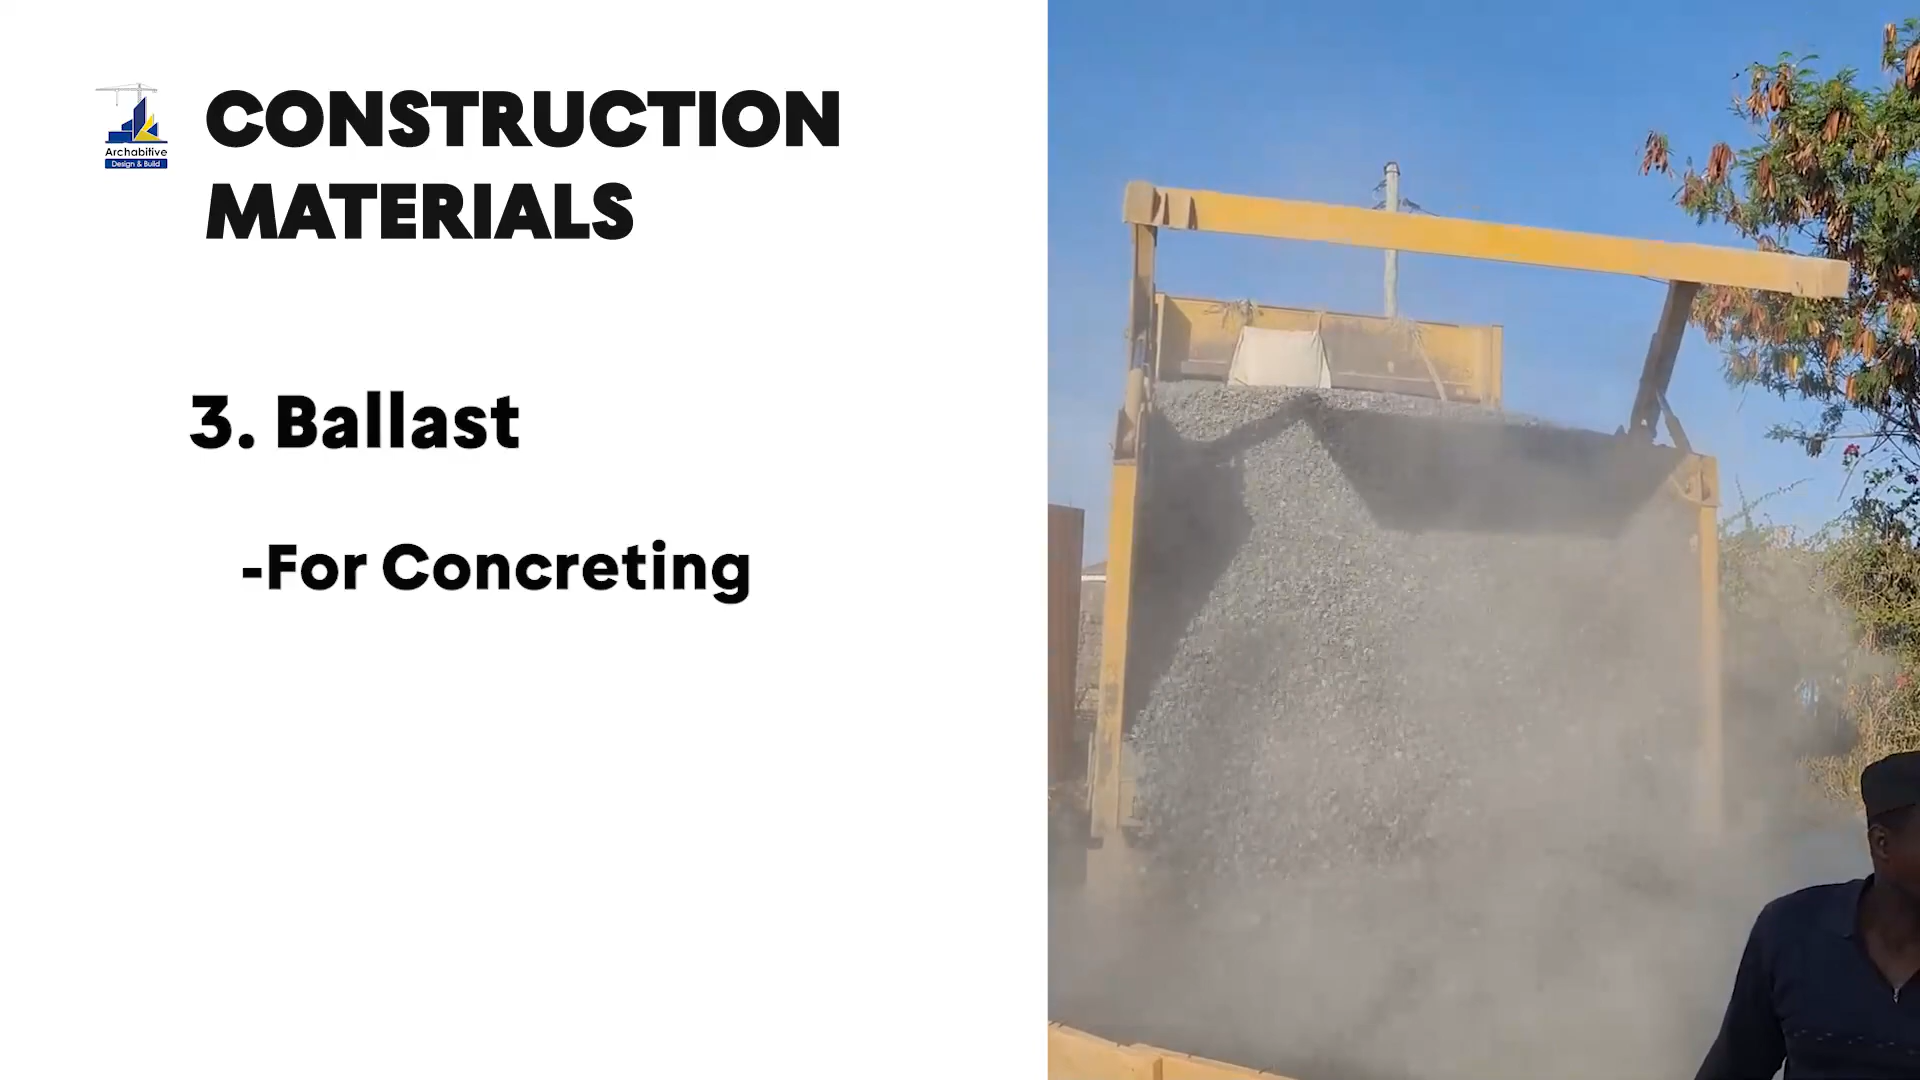 CONSTRUCTION
MATERIALS
Archabitive
Design & Build
3. Ballast
-For Concreting